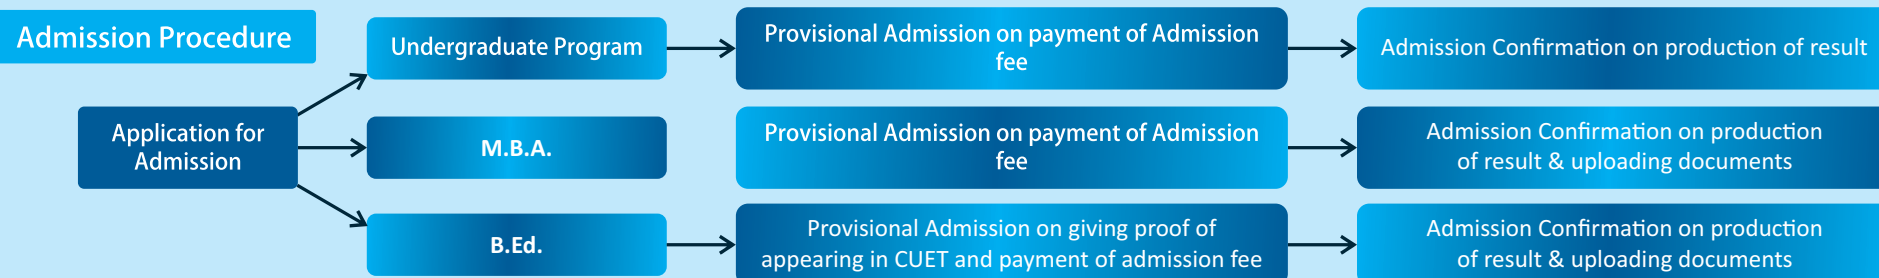 Admission Procedure
Application for
Admission
Undergraduate Program
Provisional Admission on payment of Admission
fee
Admission Confirmation on production of result
M.B.A.
Provisional Admission on payment of Admission
fee
Admission Confirmation on production
of result & uploading documents
B.Ed.
Provisional Admission on giving proof of
appearing in CUET and payment of admission fee
Admission Confirmation on production
of result & uploading documents